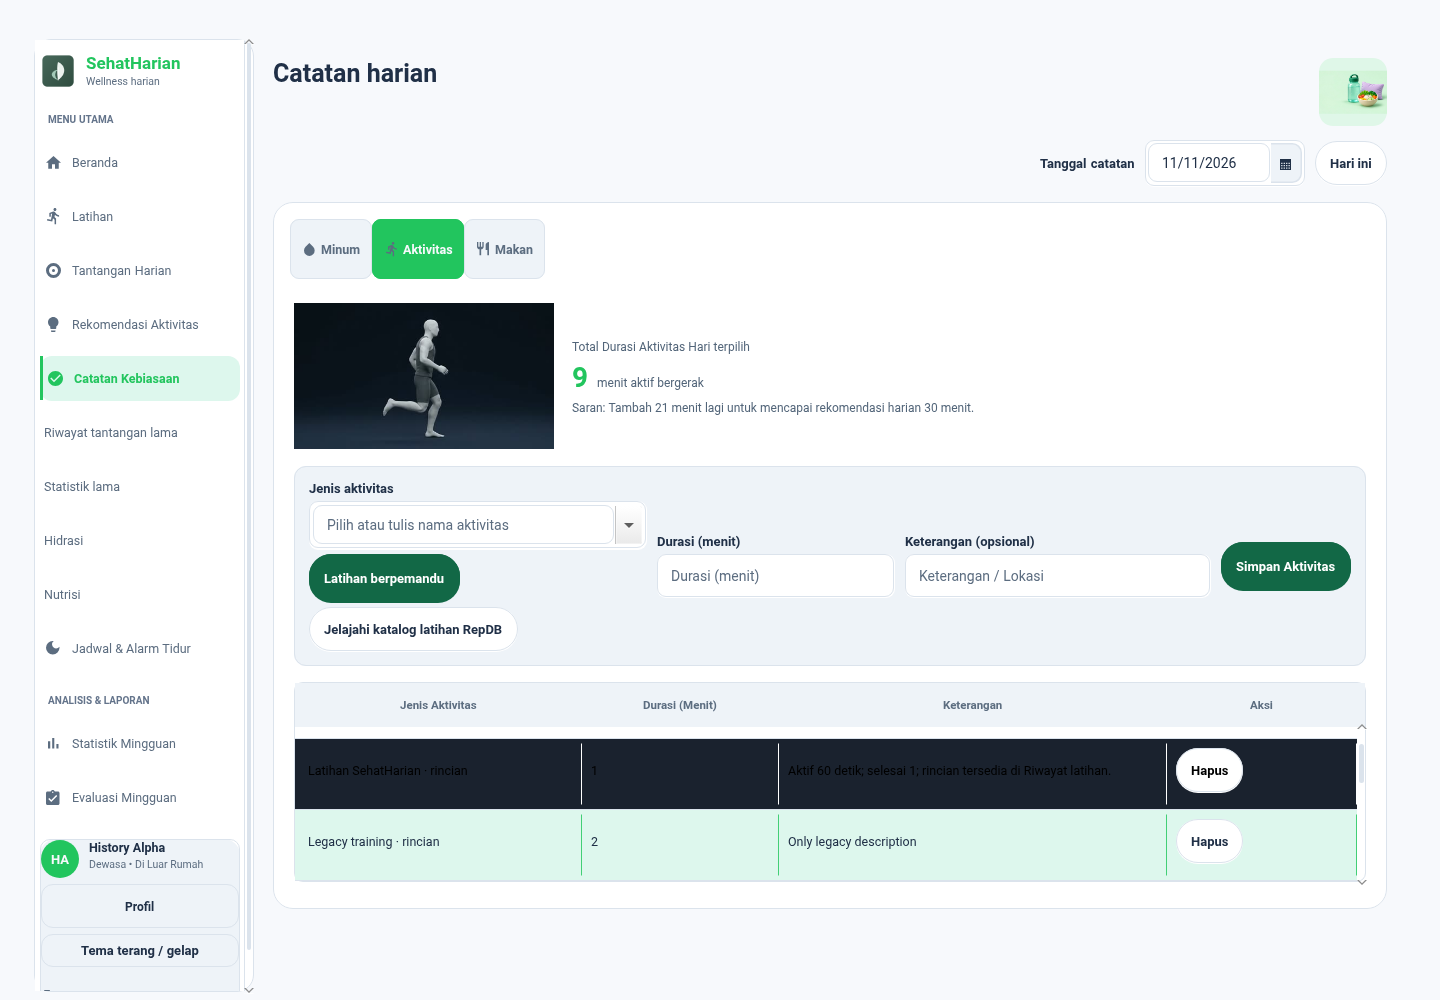 SehatHarian
Wellness harian
MENU UTAMA
Beranda
Latihan
Tantangan Harian
Rekomendasi Aktivitas
Catatan Kebiasaan
Riwayat tantangan lama
Statistik lama
Hidrasi
Nutrisi
Jadwal & Alarm Tidur
ANALISIS & LAPORAN
Statistik Mingguan
Evaluasi Mingguan
HA
History Alpha
Dewasa • Di Luar Rumah
Profil
Tema terang / gelap
Catatan harian
Tanggal catatan
11/11/2026
Hari ini
Minum
Aktivitas
Makan
Total Durasi Aktivitas Hari terpilih
9 menit aktif bergerak
Saran: Tambah 21 menit lagi untuk mencapai rekomendasi harian 30 menit.
Jenis aktivitas
Pilih atau tulis nama aktivitas
Latihan berpemandu
Jelajahi katalog latihan RepDB
Durasi (menit)
Durasi (menit)
Keterangan (opsional)
Keterangan / Lokasi
Simpan Aktivitas
Jenis Aktivitas Durasi (Menit) Keterangan Aksi
Latihan SehatHarian · rincian 1 Aktif 60 detik; selesai 1; rincian tersedia di Riwayat latihan. Hapus
Legacy training · rincian 2 Only legacy description Hapus